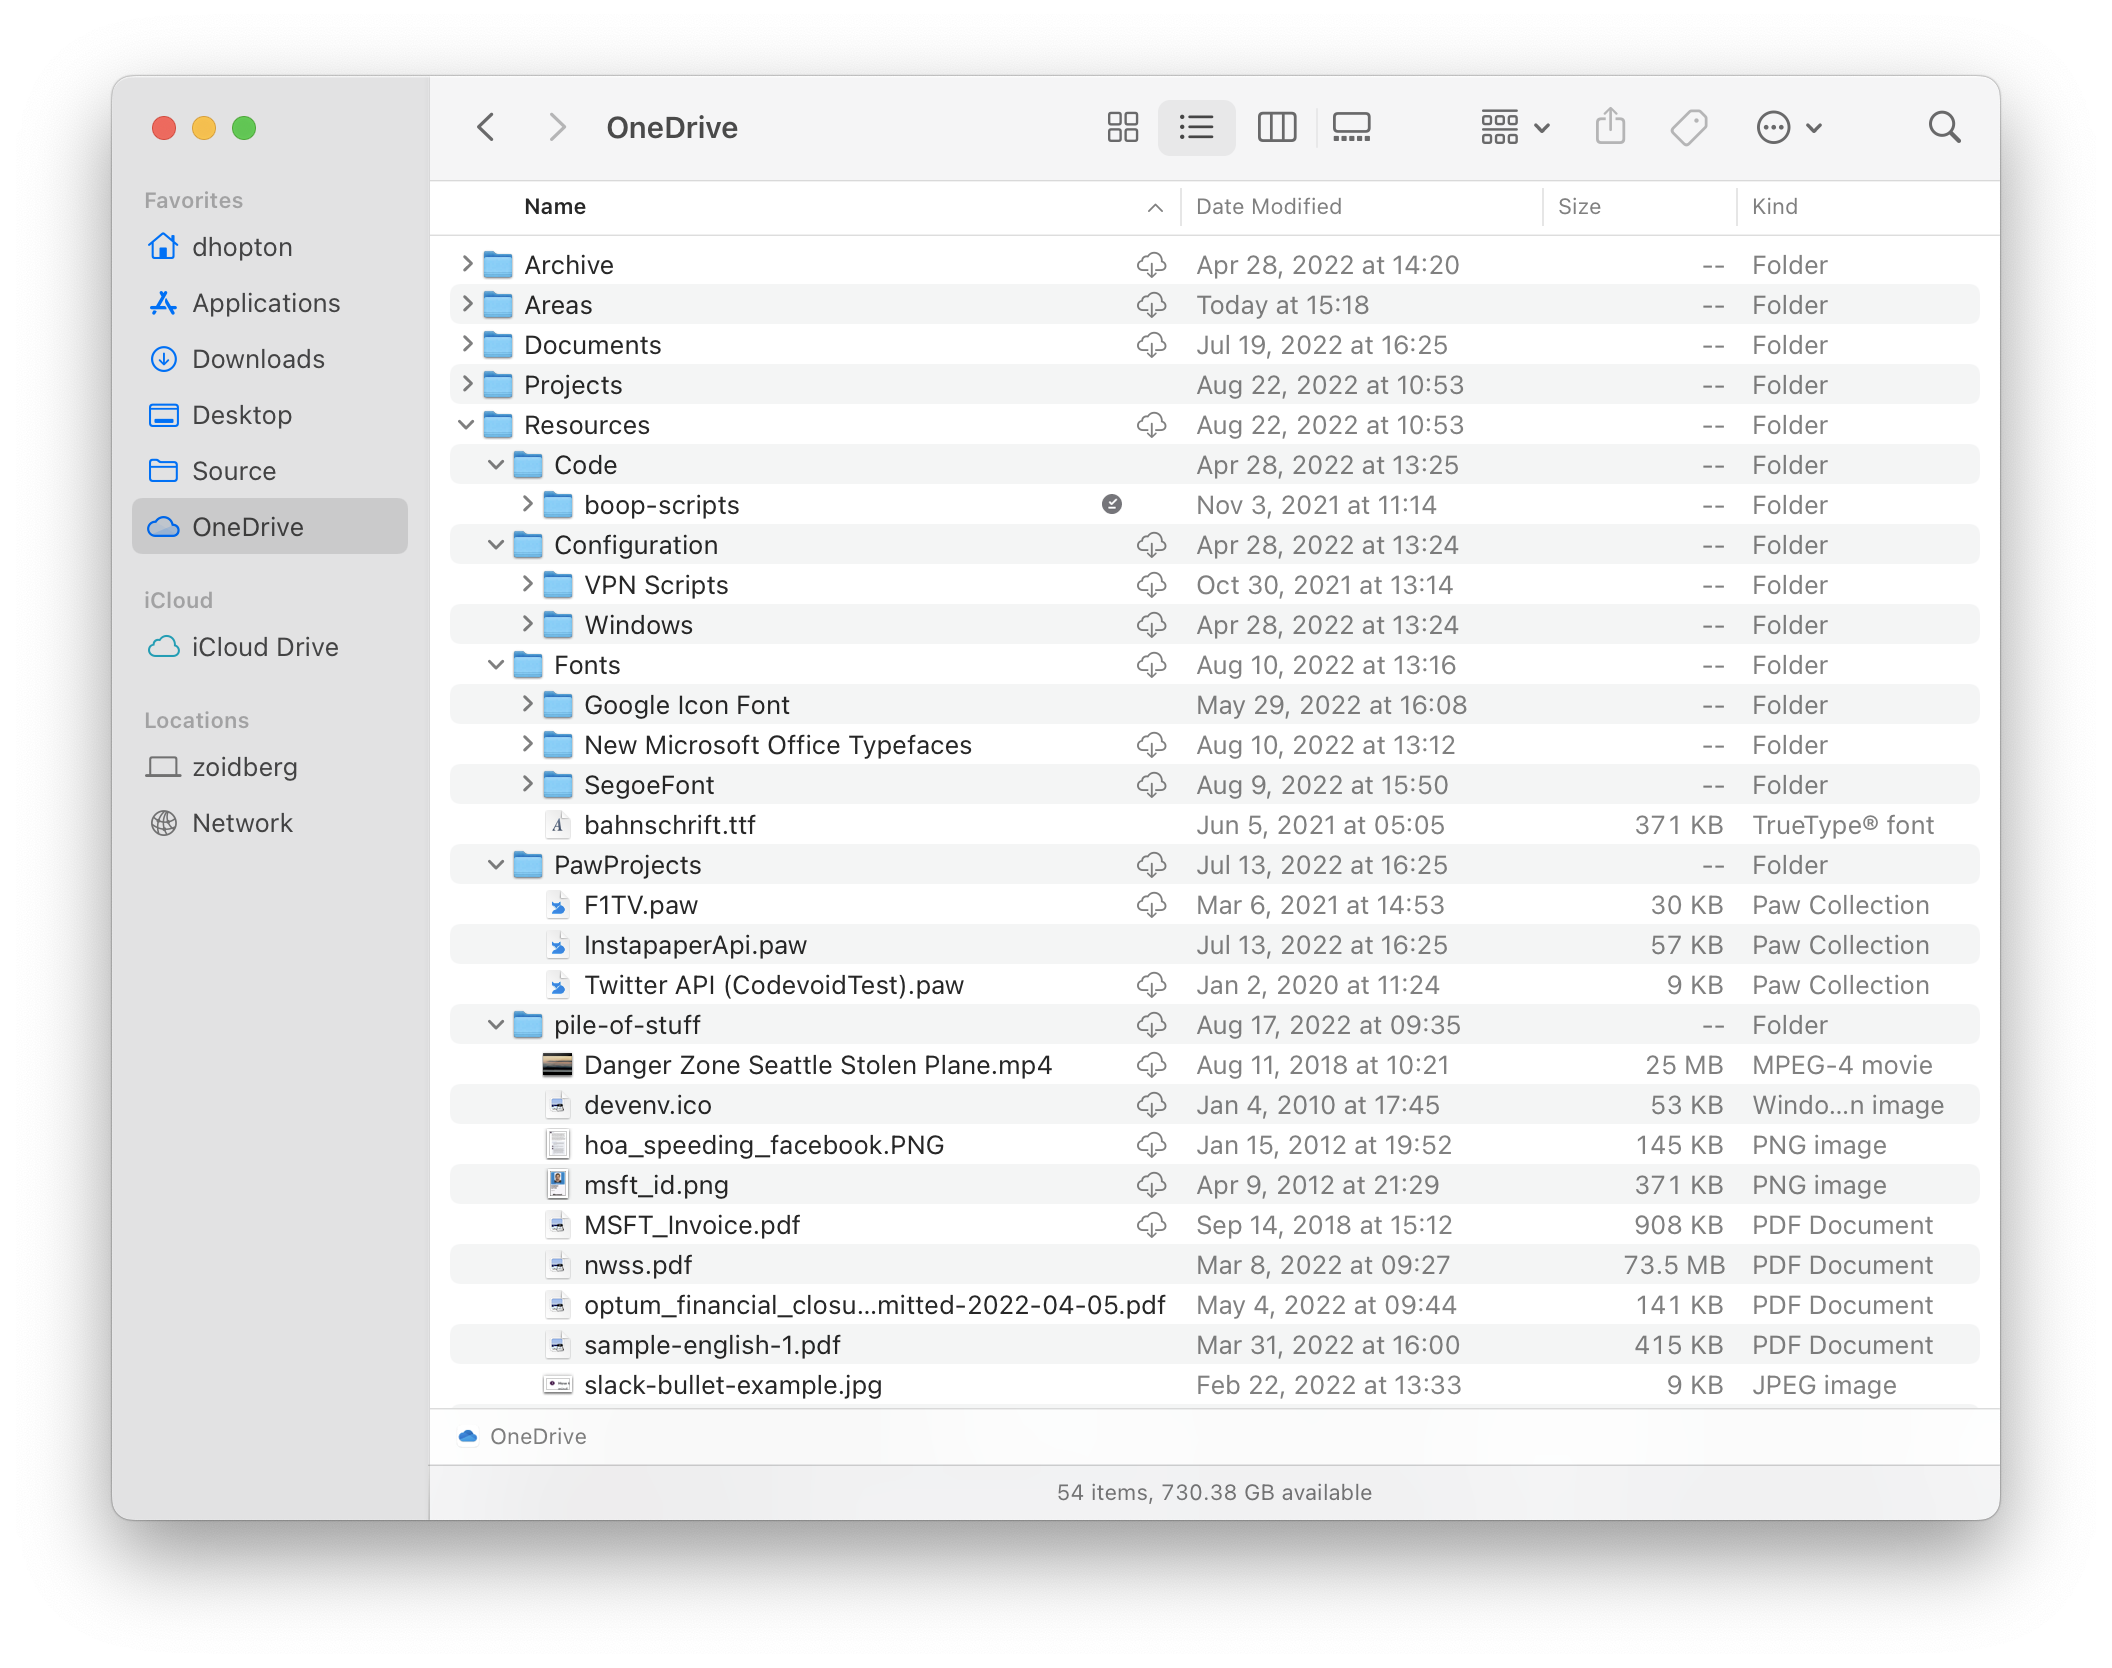 OneDrive
Favorites
dhopton
Applications
Downloads
Desktop
Source
OneDrive
iCloud
iCloud Drive
Locations
zoidberg
Network
Name Date Modified Size Kind
Archive Apr 28, 2022 at 14:20 -- Folder
Areas Today at 15:18 -- Folder
Documents Jul 19, 2022 at 16:25 -- Folder
Projects Aug 22, 2022 at 10:53 -- Folder
Resources Aug 22, 2022 at 10:53 -- Folder
Code Apr 28, 2022 at 13:25 -- Folder
boop-scripts Nov 3, 2021 at 11:14 -- Folder
Configuration Apr 28, 2022 at 13:24 -- Folder
VPN Scripts Oct 30, 2021 at 13:14 -- Folder
Windows Apr 28, 2022 at 13:24 -- Folder
Fonts Aug 10, 2022 at 13:16 -- Folder
Google Icon Font May 29, 2022 at 16:08 -- Folder
New Microsoft Office Typefaces Aug 10, 2022 at 13:12 -- Folder
SegoeFont Aug 9, 2022 at 15:50 -- Folder
bahnschrift.ttf Jun 5, 2021 at 05:05 371 KB TrueType® font
PawProjects Jul 13, 2022 at 16:25 -- Folder
F1TV.paw Mar 6, 2021 at 14:53 30 KB Paw Collection
InstapaperApi.paw Jul 13, 2022 at 16:25 57 KB Paw Collection
Twitter API (CodevoidTest).paw Jan 2, 2020 at 11:24 9 KB Paw Collection
pile-of-stuff Aug 17, 2022 at 09:35 -- Folder
Danger Zone Seattle Stolen Plane.mp4 Aug 11, 2018 at 10:21 25 MB MPEG-4 movie
devenv.ico Jan 4, 2010 at 17:45 53 KB Windo...n image
hoa_speeding_facebook.PNG Jan 15, 2012 at 19:52 145 KB PNG image
msft_id.png Apr 9, 2012 at 21:29 371 KB PNG image
MSFT_Invoice.pdf Sep 14, 2018 at 15:12 908 KB PDF Document
nwss.pdf Mar 8, 2022 at 09:27 73.5 MB PDF Document
optum_financial_closu...mitted-2022-04-05.pdf May 4, 2022 at 09:44 141 KB PDF Document
sample-english-1.pdf Mar 31, 2022 at 16:00 415 KB PDF Document
slack-bullet-example.jpg Feb 22, 2022 at 13:33 9 KB JPEG image
OneDrive
54 items, 730.38 GB available